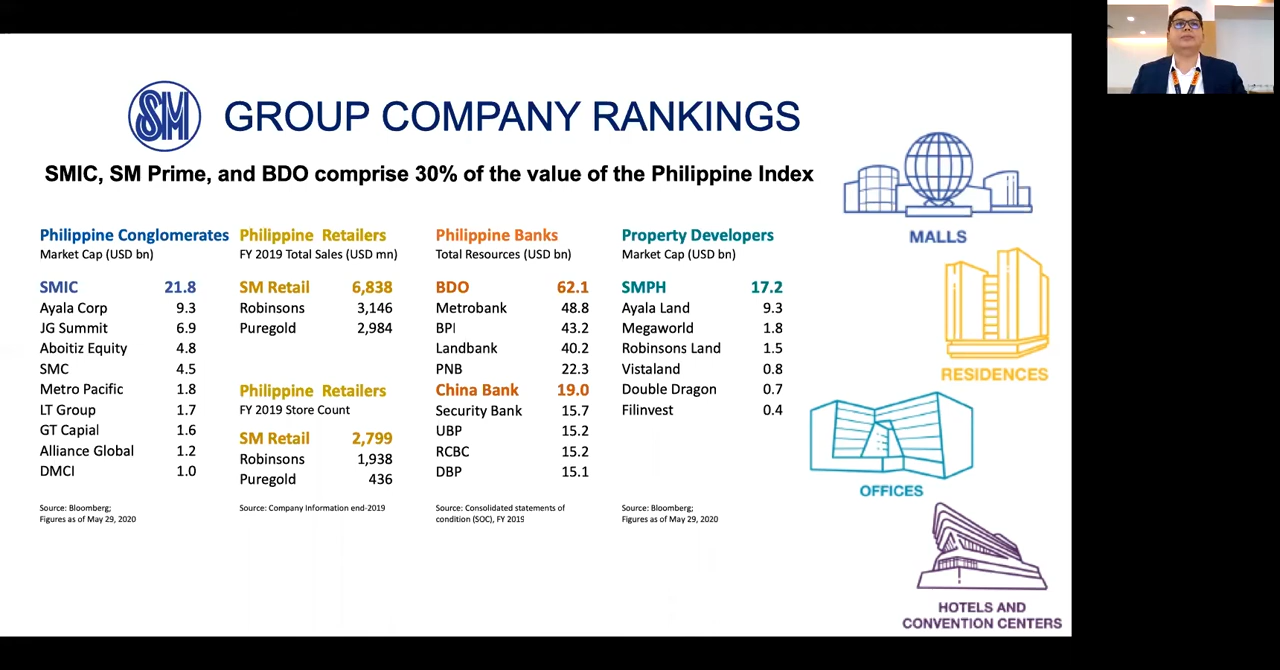 SM GROUP COMPANY RANKINGS
SMIC, SM Prime, and BDO comprise 30% of the value of the Philippine Index
Philippine Conglomerates
Market Cap (USD bn)
SMIC 21.8
Ayala Corp 9.3
JG Summit 6.9
Aboitiz Equity 4.8
SMC 4.5
Metro Pacific 1.8
LT Group 1.7
GT Capial 1.6
Alliance Global 1.2
DMCI 1.0
Source: Bloomberg;
Figures as of May 29, 2020
Philippine Retailers
FY 2019 Total Sales (USD mn)
SM Retail 6,838
Robinsons 3,146
Puregold 2,984
Philippine Retailers
FY 2019 Store Count
SM Retail 2,799
Robinsons 1,938
Puregold 436
Source: Company Information end-2019
Philippine Banks
Total Resources (USD bn)
BDO 62.1
Metrobank 48.8
BPI 43.2
Landbank 40.2
PNB 22.3
China Bank 19.0
Security Bank 15.7
UBP 15.2
RCBC 15.2
DBP 15.1
Source: Consolidated statements of
condition (SOC), FY 2019
Property Developers
Market Cap (USD bn)
SMPH 17.2
Ayala Land 9.3
Megaworld 1.8
Robinsons Land 1.5
Vistaland 0.8
Double Dragon 0.7
Filinvest 0.4
Source: Bloomberg;
Figures as of May 29, 2020
MALLS
RESIDENCES
OFFICES
HOTELS AND
CONVENTION CENTERS